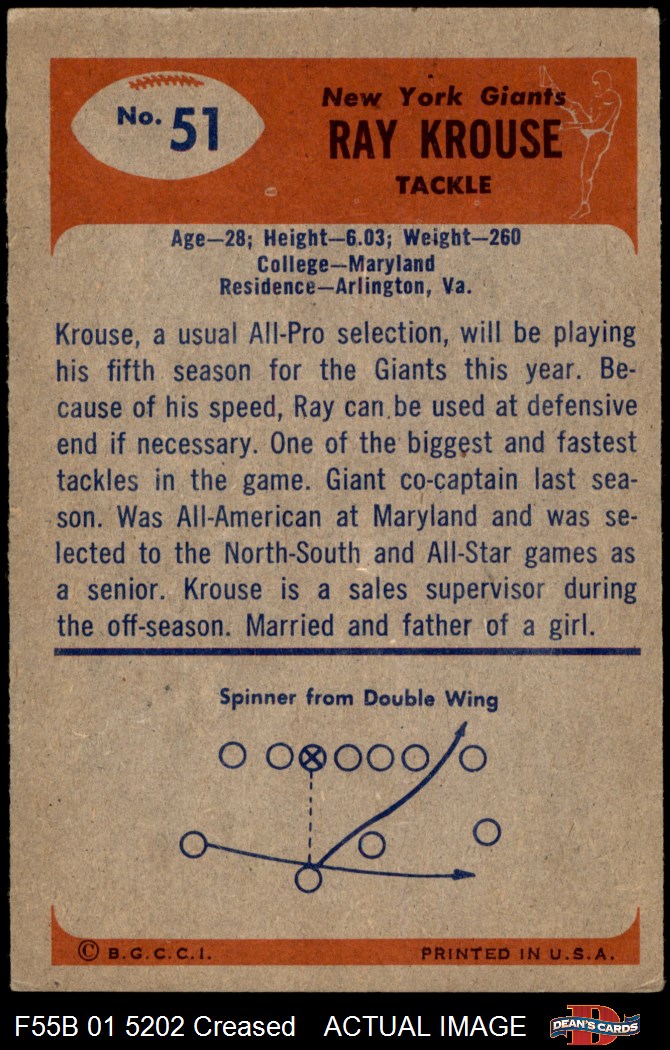 No. 51
New York Giants
RAY KROUSE
TACKLE
Age—28; Height—6.03; Weight—260
College—Maryland
Residence—Arlington, Va.
Krouse, a usual All-Pro selection, will be playing
his fifth season for the Giants this year. Be-
cause of his speed, Ray can be used at defensive
end if necessary. One of the biggest and fastest
tackles in the game. Giant co-captain last sea-
son. Was All-American at Maryland and was se-
lected to the North-South and All-Star games as
a senior. Krouse is a sales supervisor during
the off-season. Married and father of a girl.
Spinner from Double Wing
© B.G.C.C.I. PRINTED IN U.S.A.
F55B 01 5202 Creased ACTUAL IMAGE
D
DEAN'S CARDS